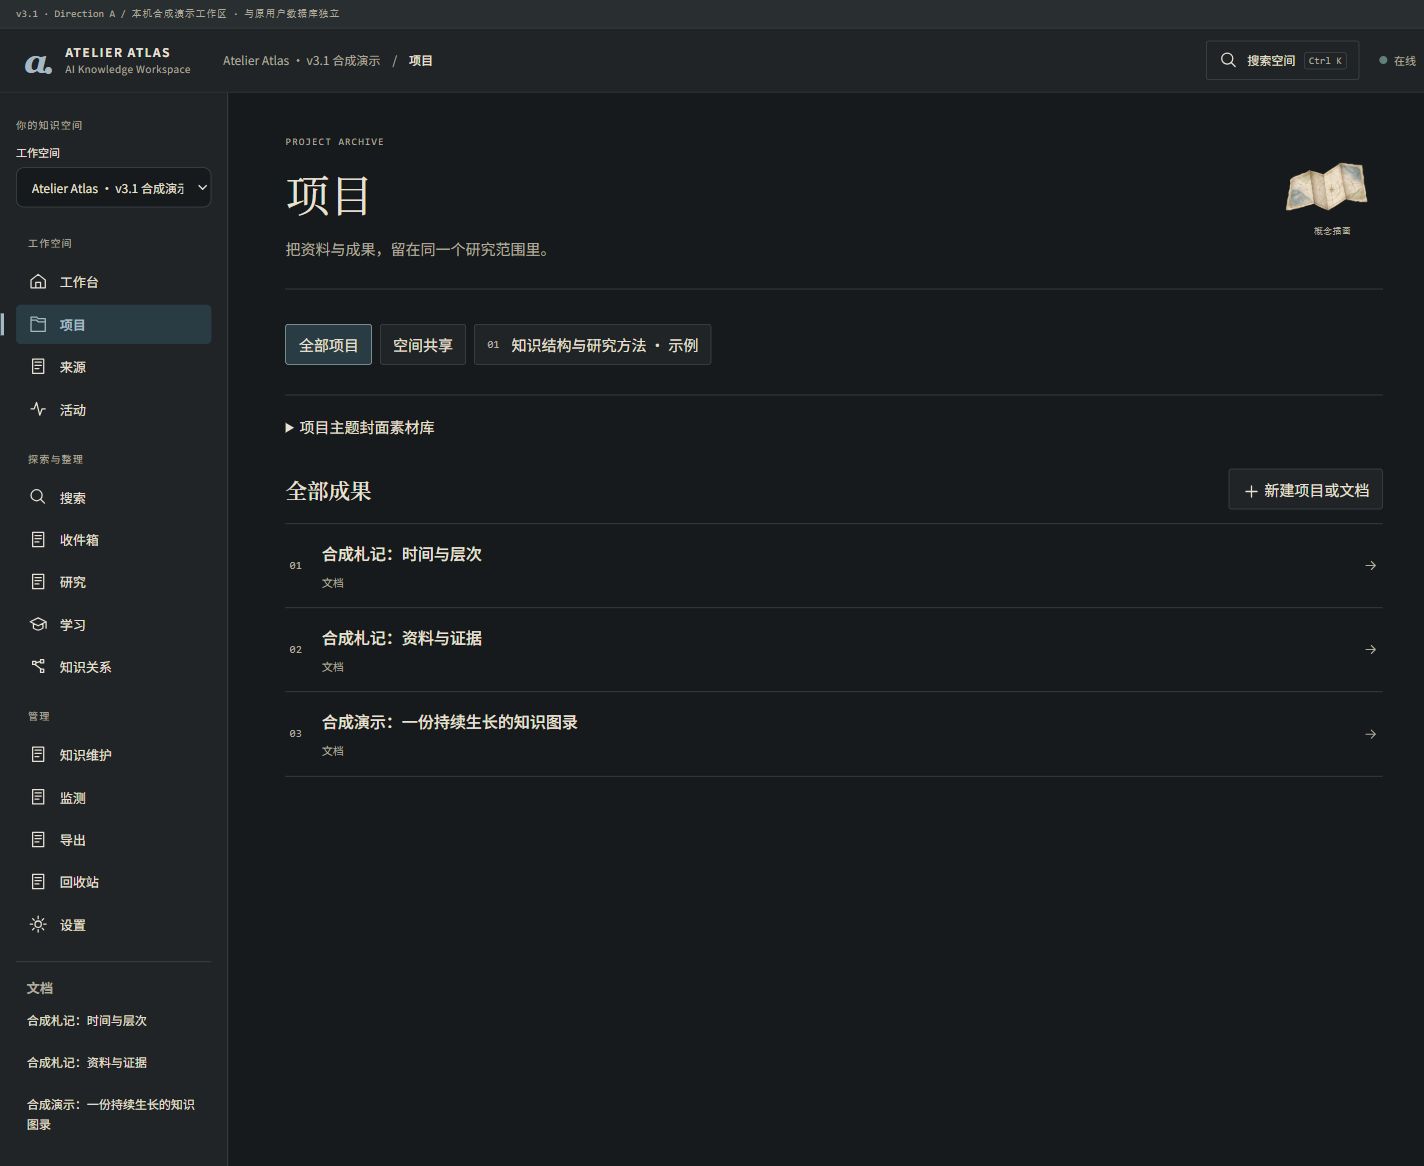 v3.1 · Direction A / 本机合成演示工作区 · 与原用户数据库独立
a.
ATELIER ATLAS
AI Knowledge Workspace
Atelier Atlas · v3.1 合成演示 / 项目
搜索空间 Ctrl K
在线
你的知识空间
工作空间
Atelier Atlas · v3.1 合成演示
工作空间
工作台
项目
来源
活动
探索与整理
搜索
收件箱
研究
学习
知识关系
管理
知识维护
监测
导出
回收站
设置
文档
合成札记：时间与层次
合成札记：资料与证据
合成演示：一份持续生长的知识
图录
PROJECT ARCHIVE
项目
把资料与成果，留在同一个研究范围里。
概念插画
全部项目
空间共享
01 知识结构与研究方法 · 示例
▶ 项目主题封面素材库
全部成果
+ 新建项目或文档
01
合成札记：时间与层次
文档
→
02
合成札记：资料与证据
文档
→
03
合成演示：一份持续生长的知识图录
文档
→